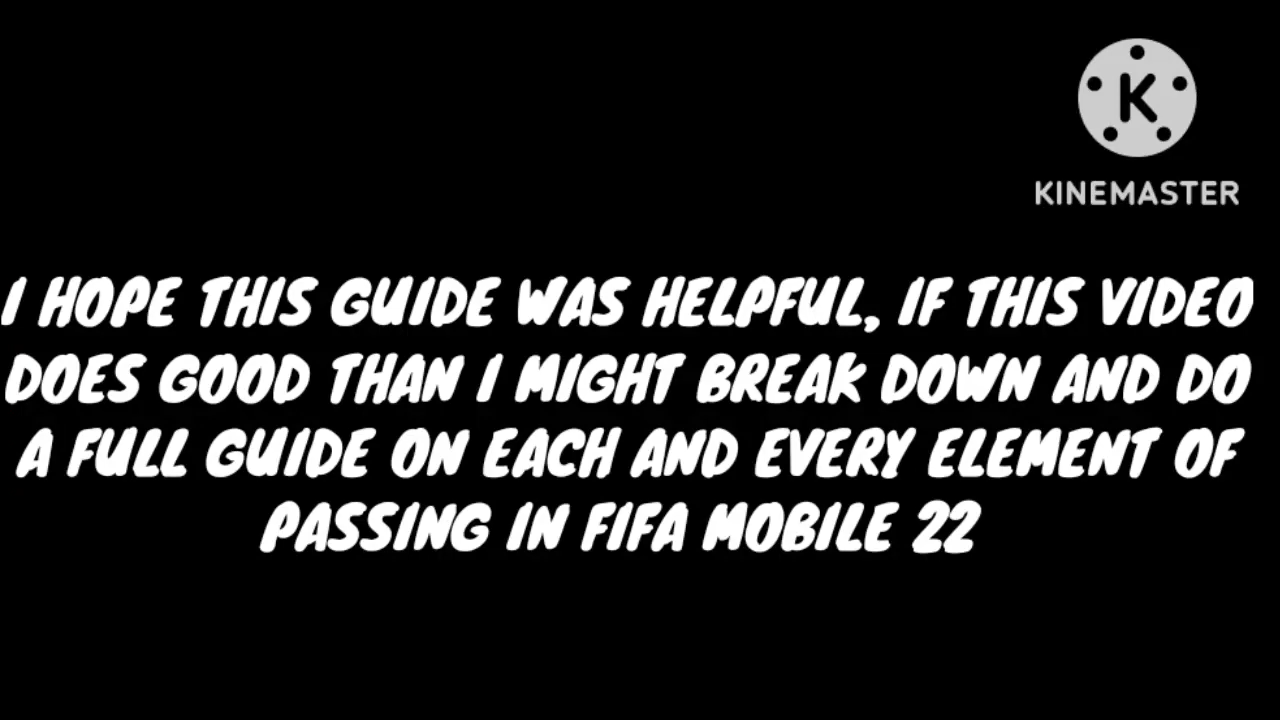 K
KINEMASTER
I HOPE THIS GUIDE WAS HELPFUL, IF THIS VIDEO
DOES GOOD THAN I MIGHT BREAK DOWN AND DO
A FULL GUIDE ON EACH AND EVERY ELEMENT OF
PASSING IN FIFA MOBILE 22